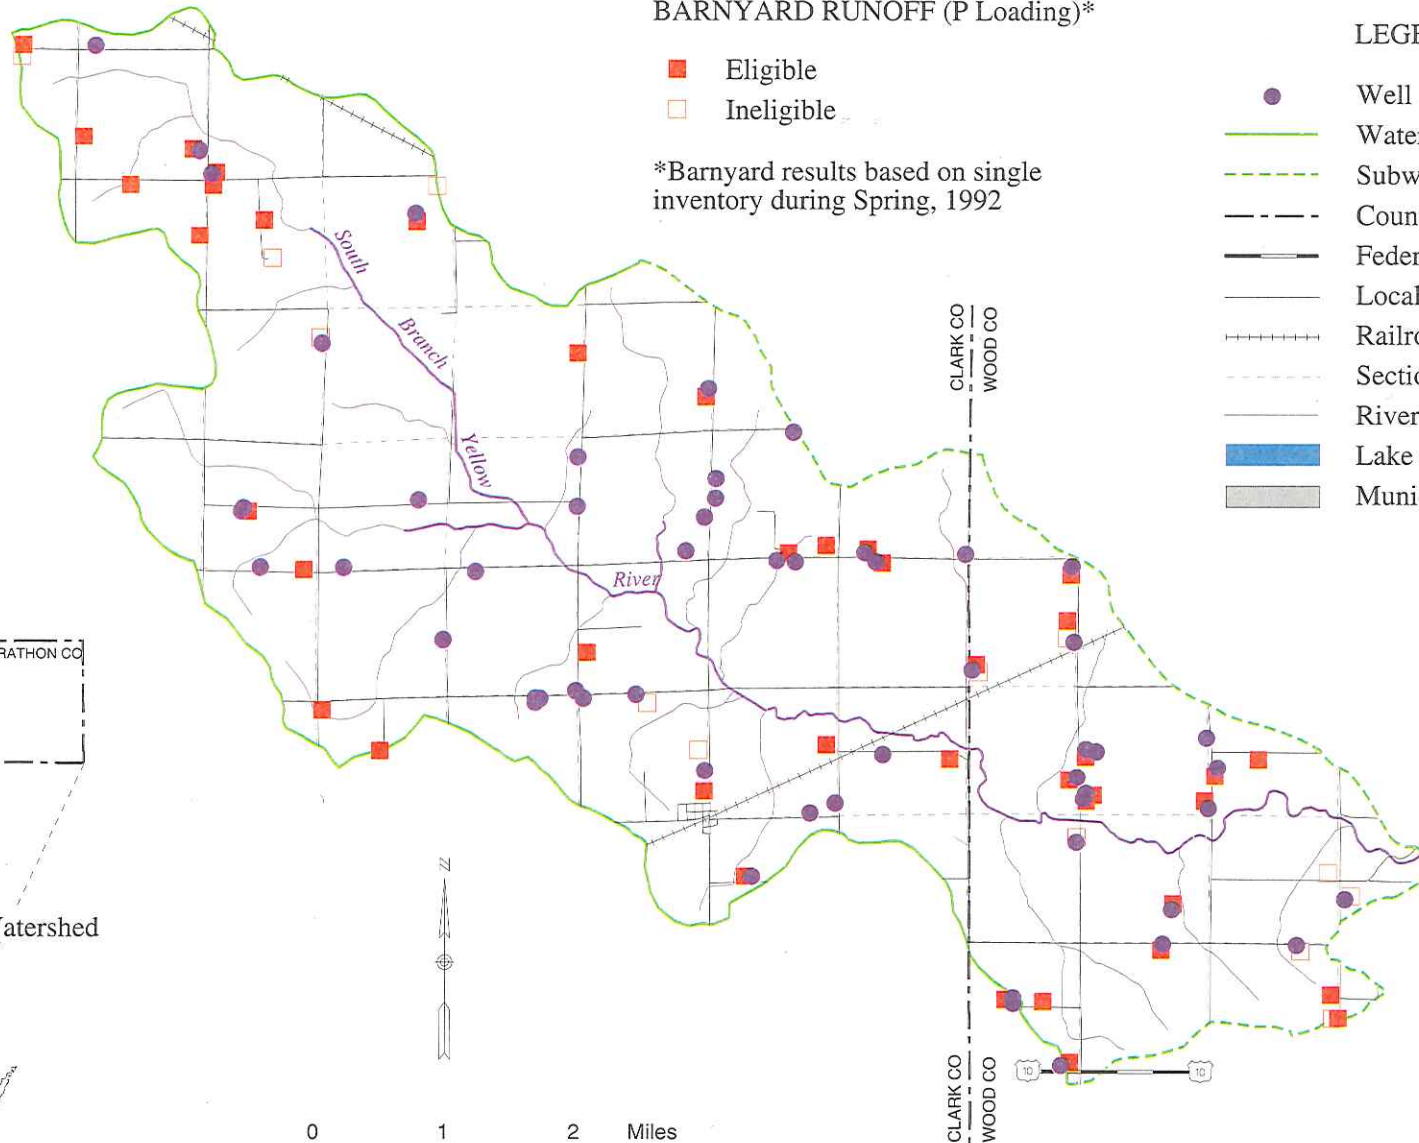 BARNYARD RUNOFF (P Loading)*
Eligible
Ineligible
*Barnyard results based on single
inventory during Spring, 1992
LEGE
Well
Water
Subw
Coun
Feder
Local
Railro
Sectio
River
Lake
Muni
South
Branch
Yellow
River
CLARK CO
WOOD CO
RATHON CO
atershed
N
CLARK CO
WOOD CO
10
10
0 1 2 Miles